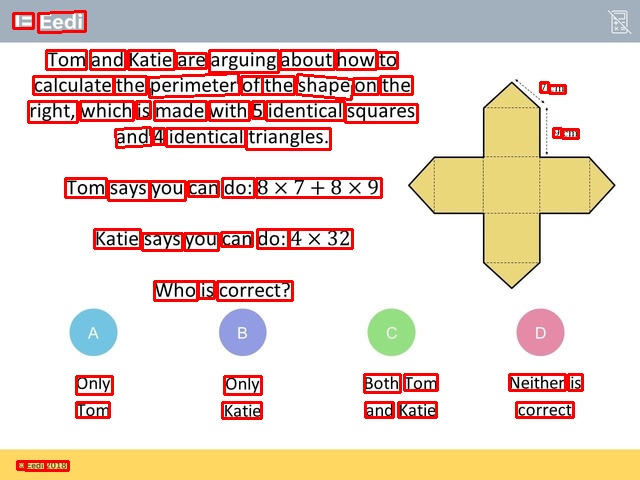 Eedi
Tom and Katie are arguing about how to
calculate the perimeter of the shape on the
right, which is made with 5 identical squares
and 4 identical triangles.
7 cm
9 cm
Tom says you can do: 8 × 7 + 8 × 9
Katie says you can do: 4 × 32
Who is correct?
A B C D
Only Tom
Only Katie
Both Tom and Katie
Neither is correct
© Eedi 2018